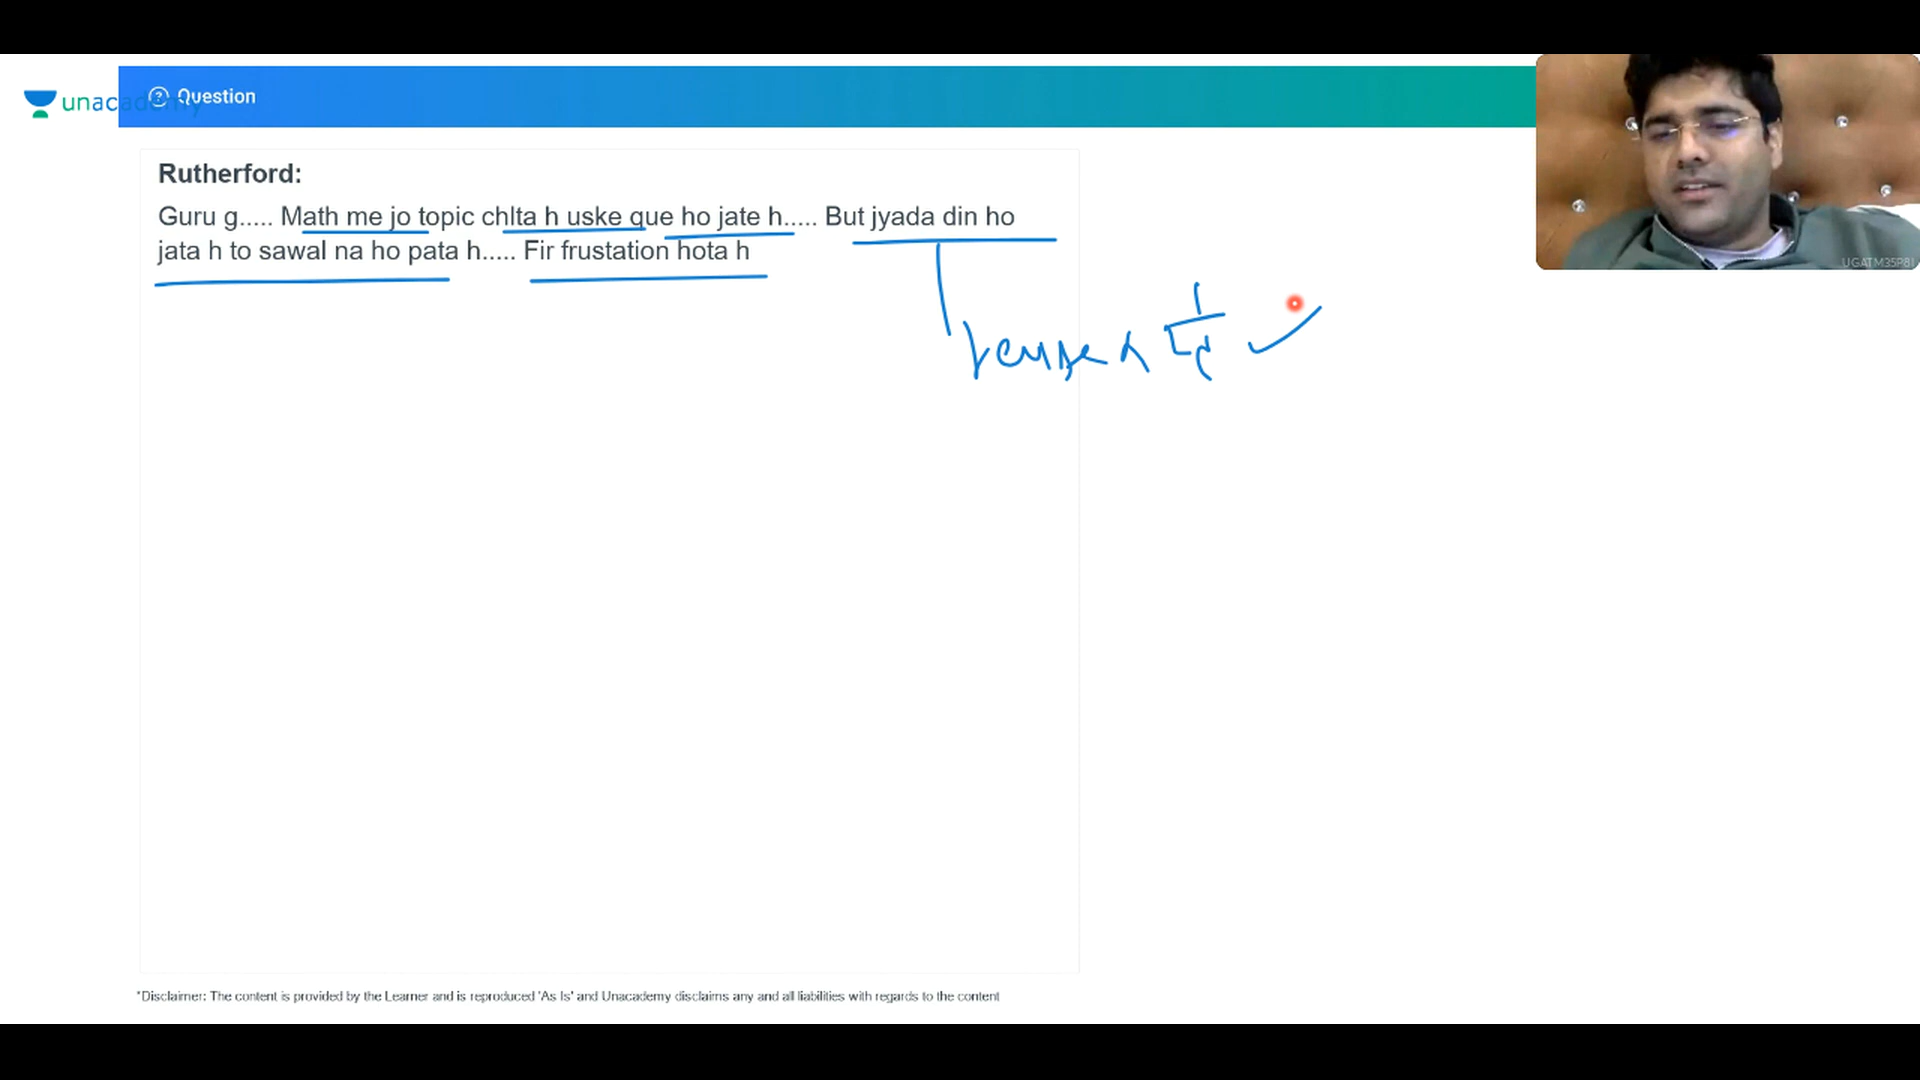 unacademy
Question
Rutherford:
Guru g..... Math me jo topic chlta h uske que ho jate h..... But jyada din ho
jata h to sawal na ho pata h..... Fir frustation hota h
1
UGATM35P8I
*Disclaimer: The content is provided by the Learner and is reproduced 'As Is' and Unacademy disclaims any and all liabilities with regards to the content